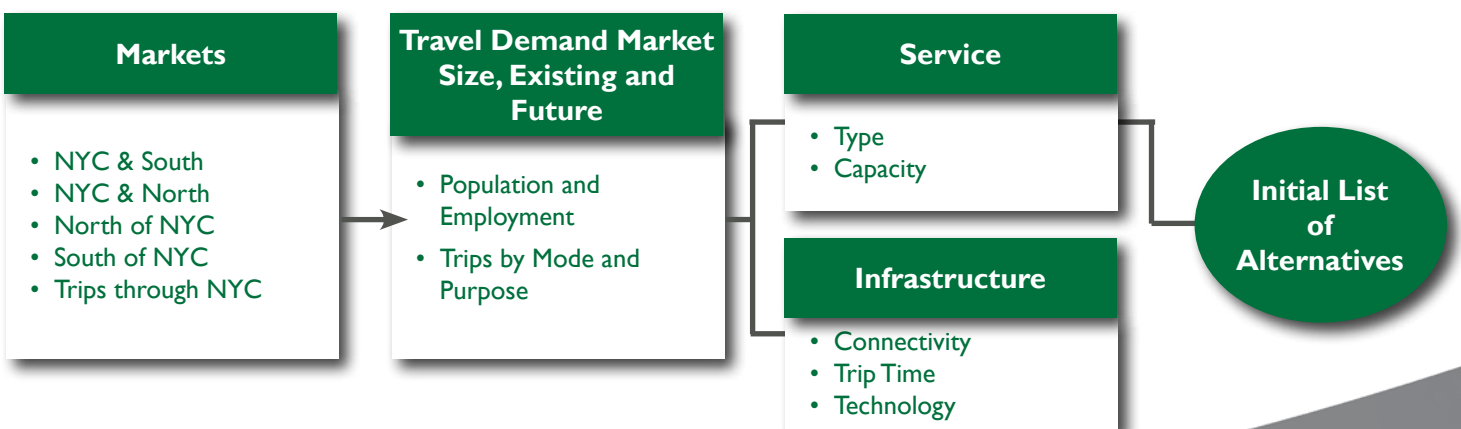 Markets
• NYC & South
• NYC & North
• North of NYC
• South of NYC
• Trips through NYC
Travel Demand Market
Size, Existing and
Future
• Population and
Employment
• Trips by Mode and
Purpose
Service
• Type
• Capacity
Infrastructure
• Connectivity
• Trip Time
• Technology
Initial List
of
Alternatives